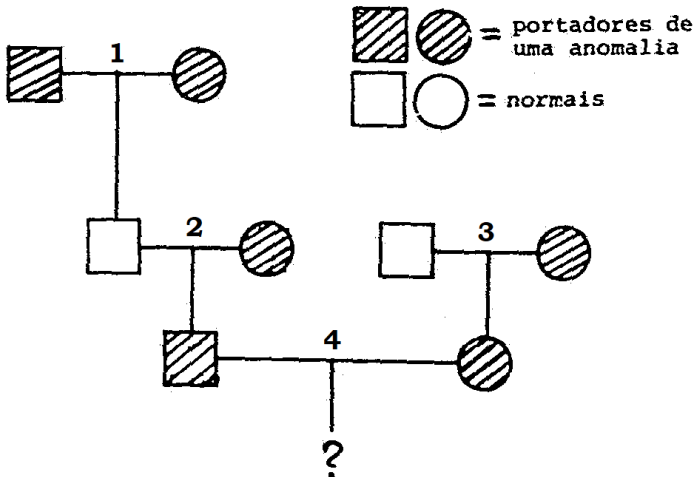 = portadores de
uma anomalia
= normais
1
2
3
4
?